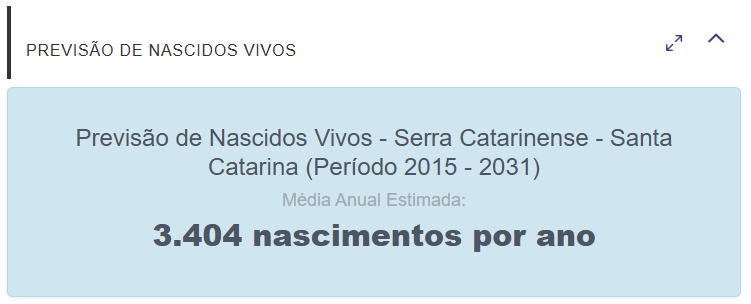 PREVISÃO DE NASCIDOS VIVOS
Previsão de Nascidos Vivos - Serra Catarinense - Santa
Catarina (Período 2015 - 2031)
Média Anual Estimada:
3.404 nascimentos por ano